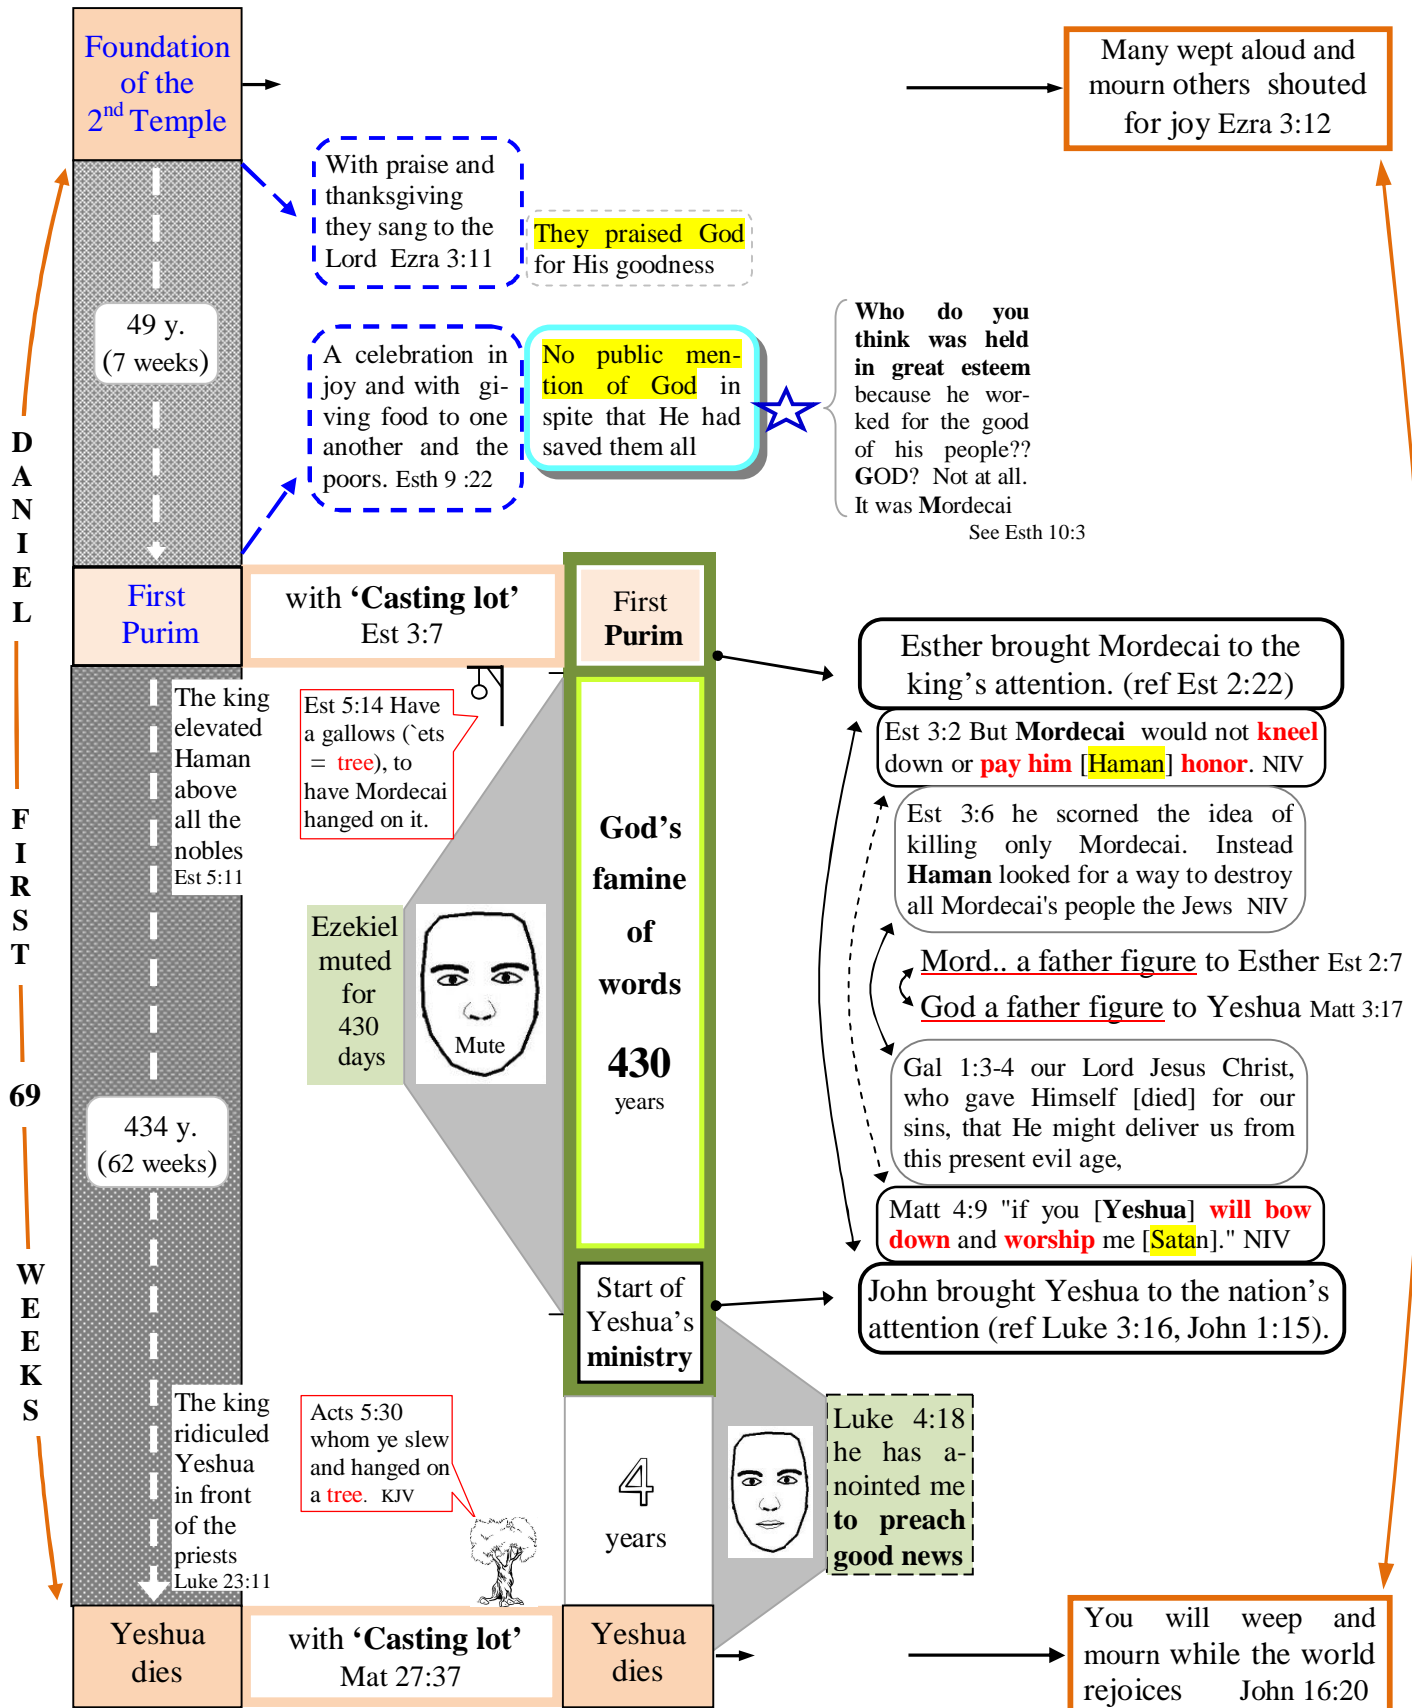 Foundation
of the
2nd Temple
Many wept aloud and
mourn others shouted
for joy Ezra 3:12
With praise and
thanksgiving
they sang to the
Lord Ezra 3:11
They praised God
for His goodness
49 y.
(7 weeks)
A celebration in
joy and with gi-
ving food to one
another and the
poors. Esth 9 :22
No public men-
tion of God in
spite that He had
saved them all
Who do you
think was held
in great esteem
because he wor-
ked for the good
of his people??
GOD? Not at all.
It was Mordecai
See Esth 10:3
DANIEL FIRST 69 WEEKS
First
Purim
with ‘Casting lot’
Est 3:7
First
Purim
The king
elevated
Haman
above
all the
nobles
Est 5:11
Est 5:14 Have
a gallows (`ets
= tree), to
have Mordecai
hanged on it.
God’s
famine
of
words
430
years
Ezekiel
muted
for
430
days
Mute
Esther brought Mordecai to the
king’s attention. (ref Est 2:22)
Est 3:2 But Mordecai would not kneel
down or pay him [Haman] honor. NIV
Est 3:6 he scorned the idea of
killing only Mordecai. Instead
Haman looked for a way to destroy
all Mordecai's people the Jews NIV
Mord.. a father figure to Esther Est 2:7
God a father figure to Yeshua Matt 3:17
Gal 1:3-4 our Lord Jesus Christ,
who gave Himself [died] for our
sins, that He might deliver us from
this present evil age,
Matt 4:9 "if you [Yeshua] will bow
down and worship me [Satan]." NIV
John brought Yeshua to the nation’s
attention (ref Luke 3:16, John 1:15).
434 y.
(62 weeks)
Start of
Yeshua’s
ministry
The king
ridiculed
Yeshua
in front
of the
priests
Luke 23:11
Acts 5:30
whom ye slew
and hanged on
a tree. KJV
4
years
Luke 4:18
he has a-
nointed me
to preach
good news
Yeshua
dies
with ‘Casting lot’
Mat 27:37
Yeshua
dies
You will weep and
mourn while the world
rejoices John 16:20